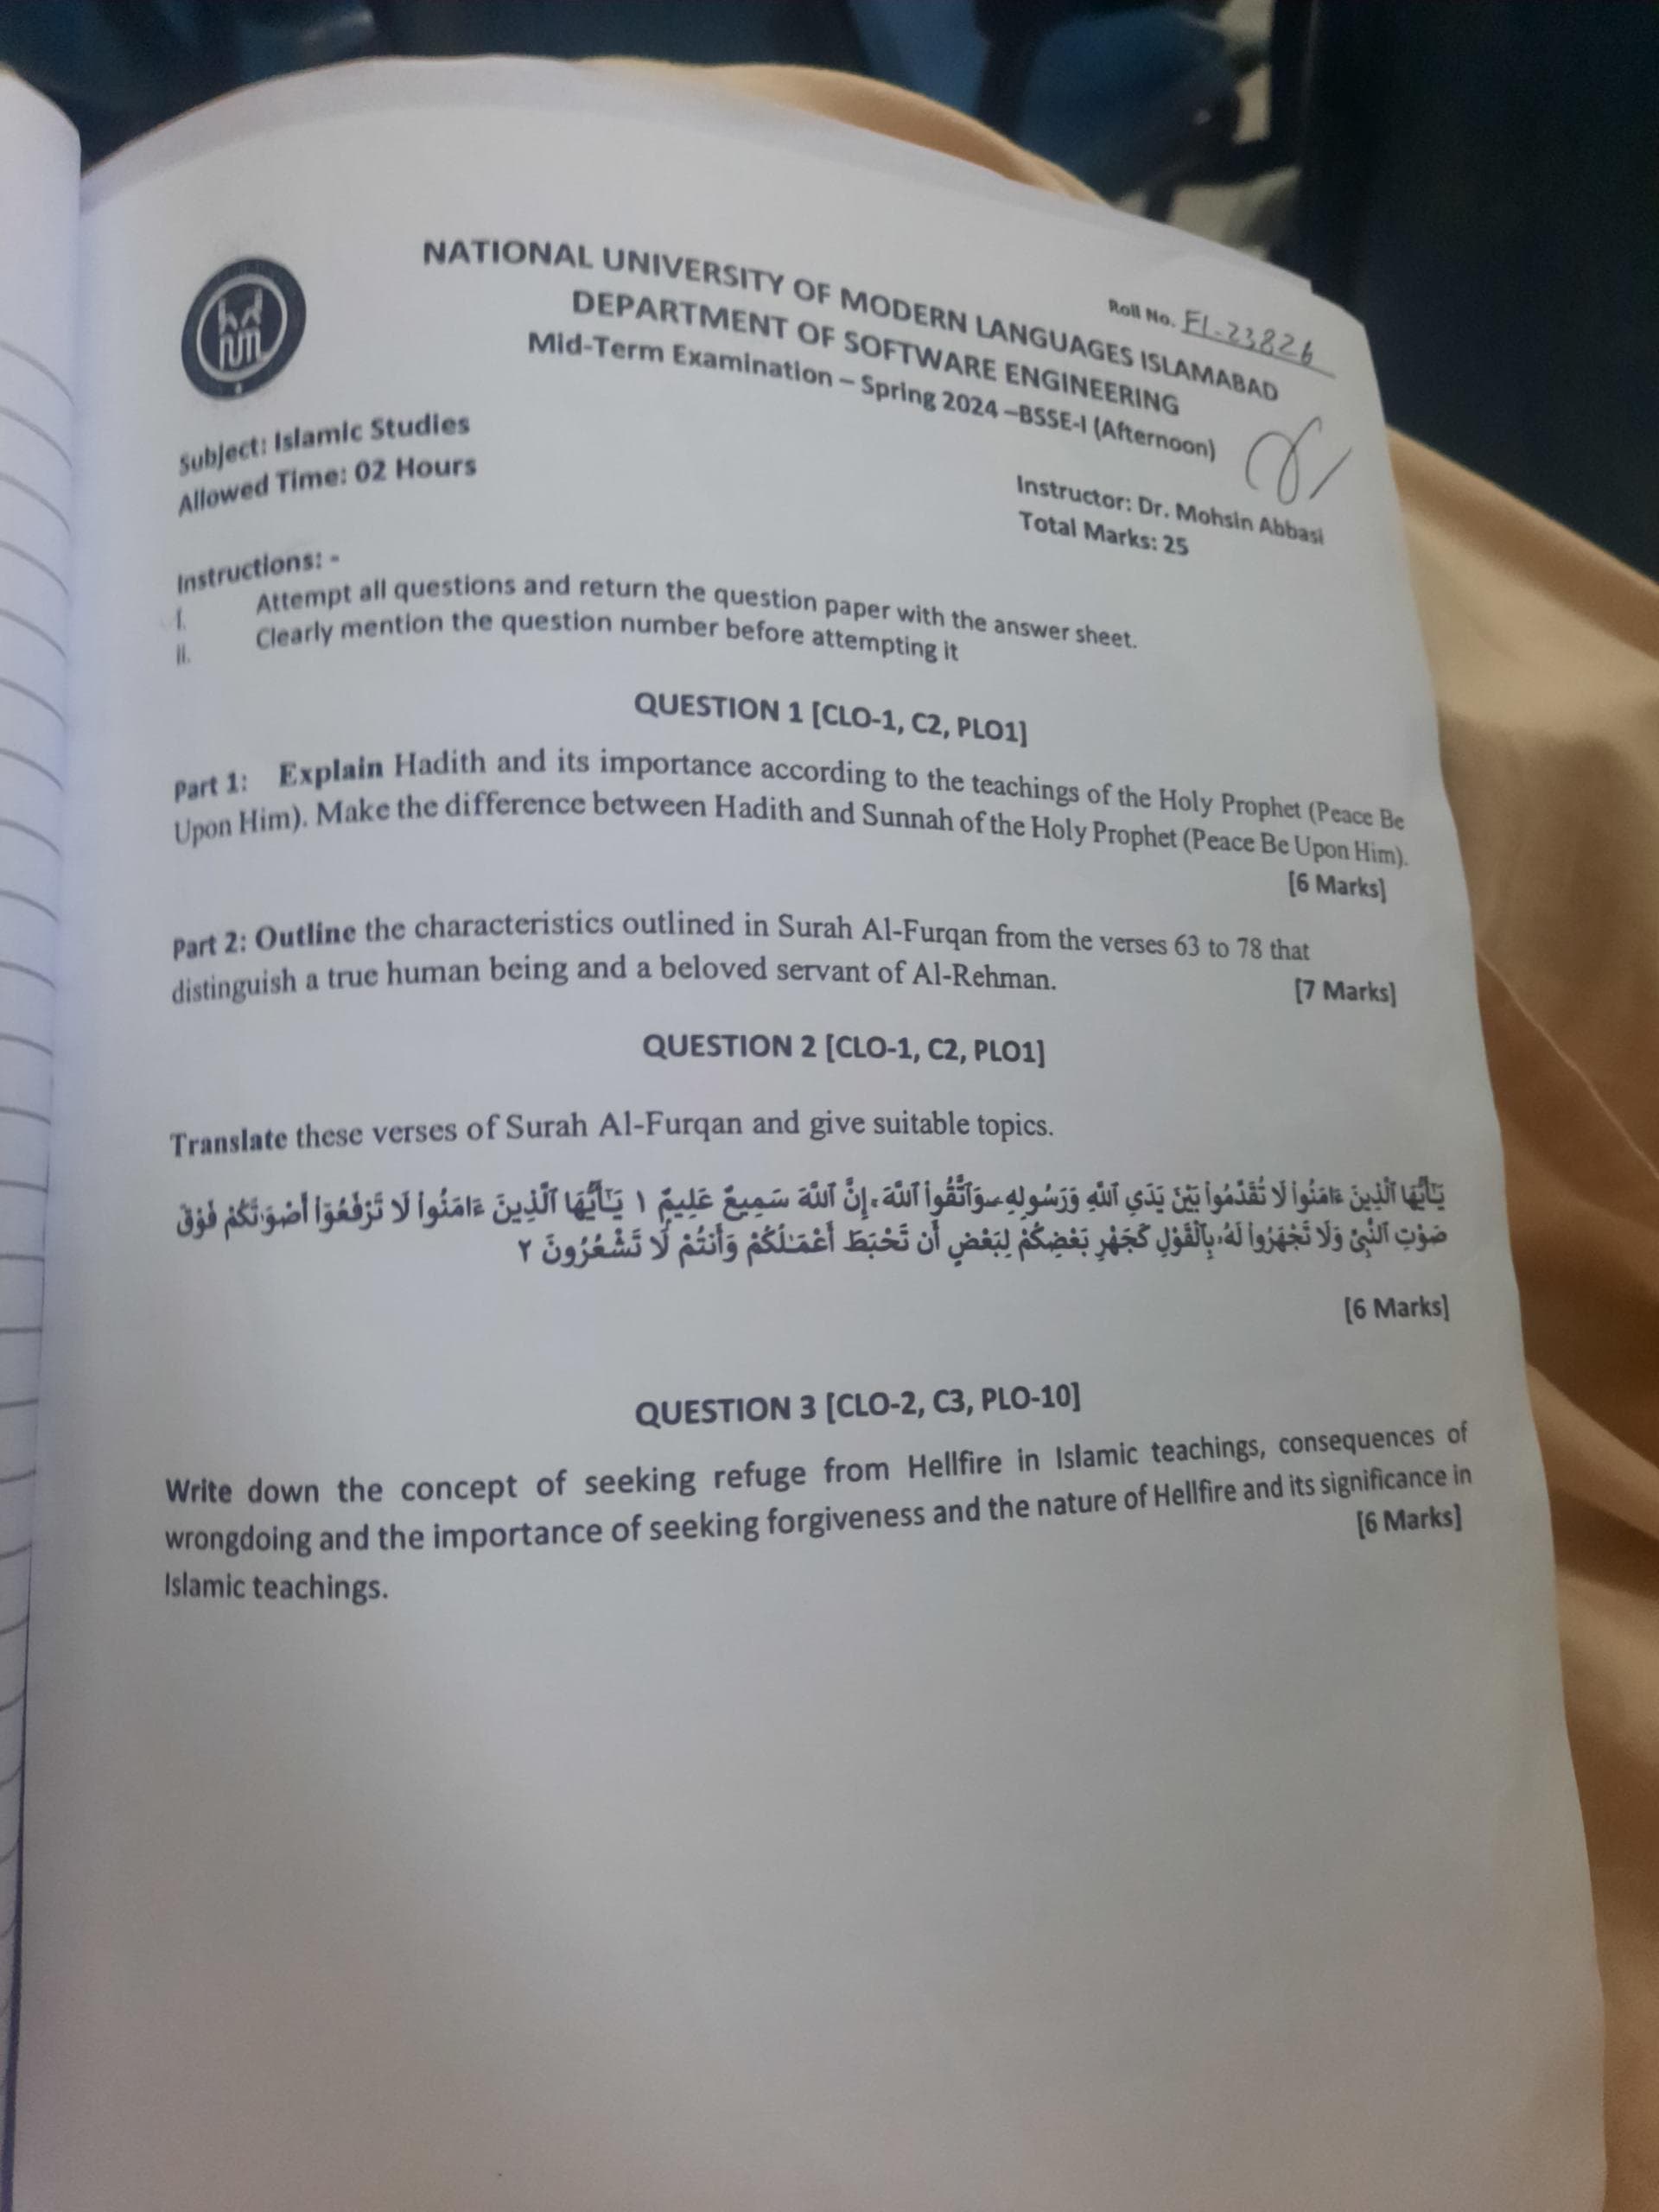 Roll No. FL-23826
NATIONAL UNIVERSITY OF MODERN LANGUAGES ISLAMABAD
DEPARTMENT OF SOFTWARE ENGINEERING
Mid-Term Examination – Spring 2024 –BSSE-I (Afternoon)
Subject: Islamic Studies
Allowed Time: 02 Hours
Instructor: Dr. Mohsin Abbasi
Total Marks: 25
Instructions: -
I. Attempt all questions and return the question paper with the answer sheet.
II. Clearly mention the question number before attempting it
QUESTION 1 [CLO-1, C2, PLO1]
Part 1: Explain Hadith and its importance according to the teachings of the Holy Prophet (Peace Be
Upon Him). Make the difference between Hadith and Sunnah of the Holy Prophet (Peace Be Upon Him).
[6 Marks]
Part 2: Outline the characteristics outlined in Surah Al-Furqan from the verses 63 to 78 that
distinguish a true human being and a beloved servant of Al-Rehman. [7 Marks]
QUESTION 2 [CLO-1, C2, PLO1]
Translate these verses of Surah Al-Furqan and give suitable topics.
يَـٰٓأَيُّهَا ٱلَّذِينَ ءَامَنُواْ لَا تُقَدِّمُواْ بَيْنَ يَدَيِ ٱللَّهِ وَرَسُولِهِۦ وَٱتَّقُواْ ٱللَّهَ ۚ إِنَّ ٱللَّهَ سَمِيعٌ عَلِيمٌ ١ يَـٰٓأَيُّهَا ٱلَّذِينَ ءَامَنُواْ لَا تَرْفَعُوٓاْ أَصْوَٰتَكُمْ فَوْقَ
صَوْتِ ٱلنَّبِيِّ وَلَا تَجْهَرُواْ لَهُۥ بِٱلْقَوْلِ كَجَهْرِ بَعْضِكُمْ لِبَعْضٍ أَن تَحْبَطَ أَعْمَـٰلُكُمْ وَأَنتُمْ لَا تَشْعُرُونَ ٢
[6 Marks]
QUESTION 3 [CLO-2, C3, PLO-10]
Write down the concept of seeking refuge from Hellfire in Islamic teachings, consequences of
wrongdoing and the importance of seeking forgiveness and the nature of Hellfire and its significance in
Islamic teachings. [6 Marks]